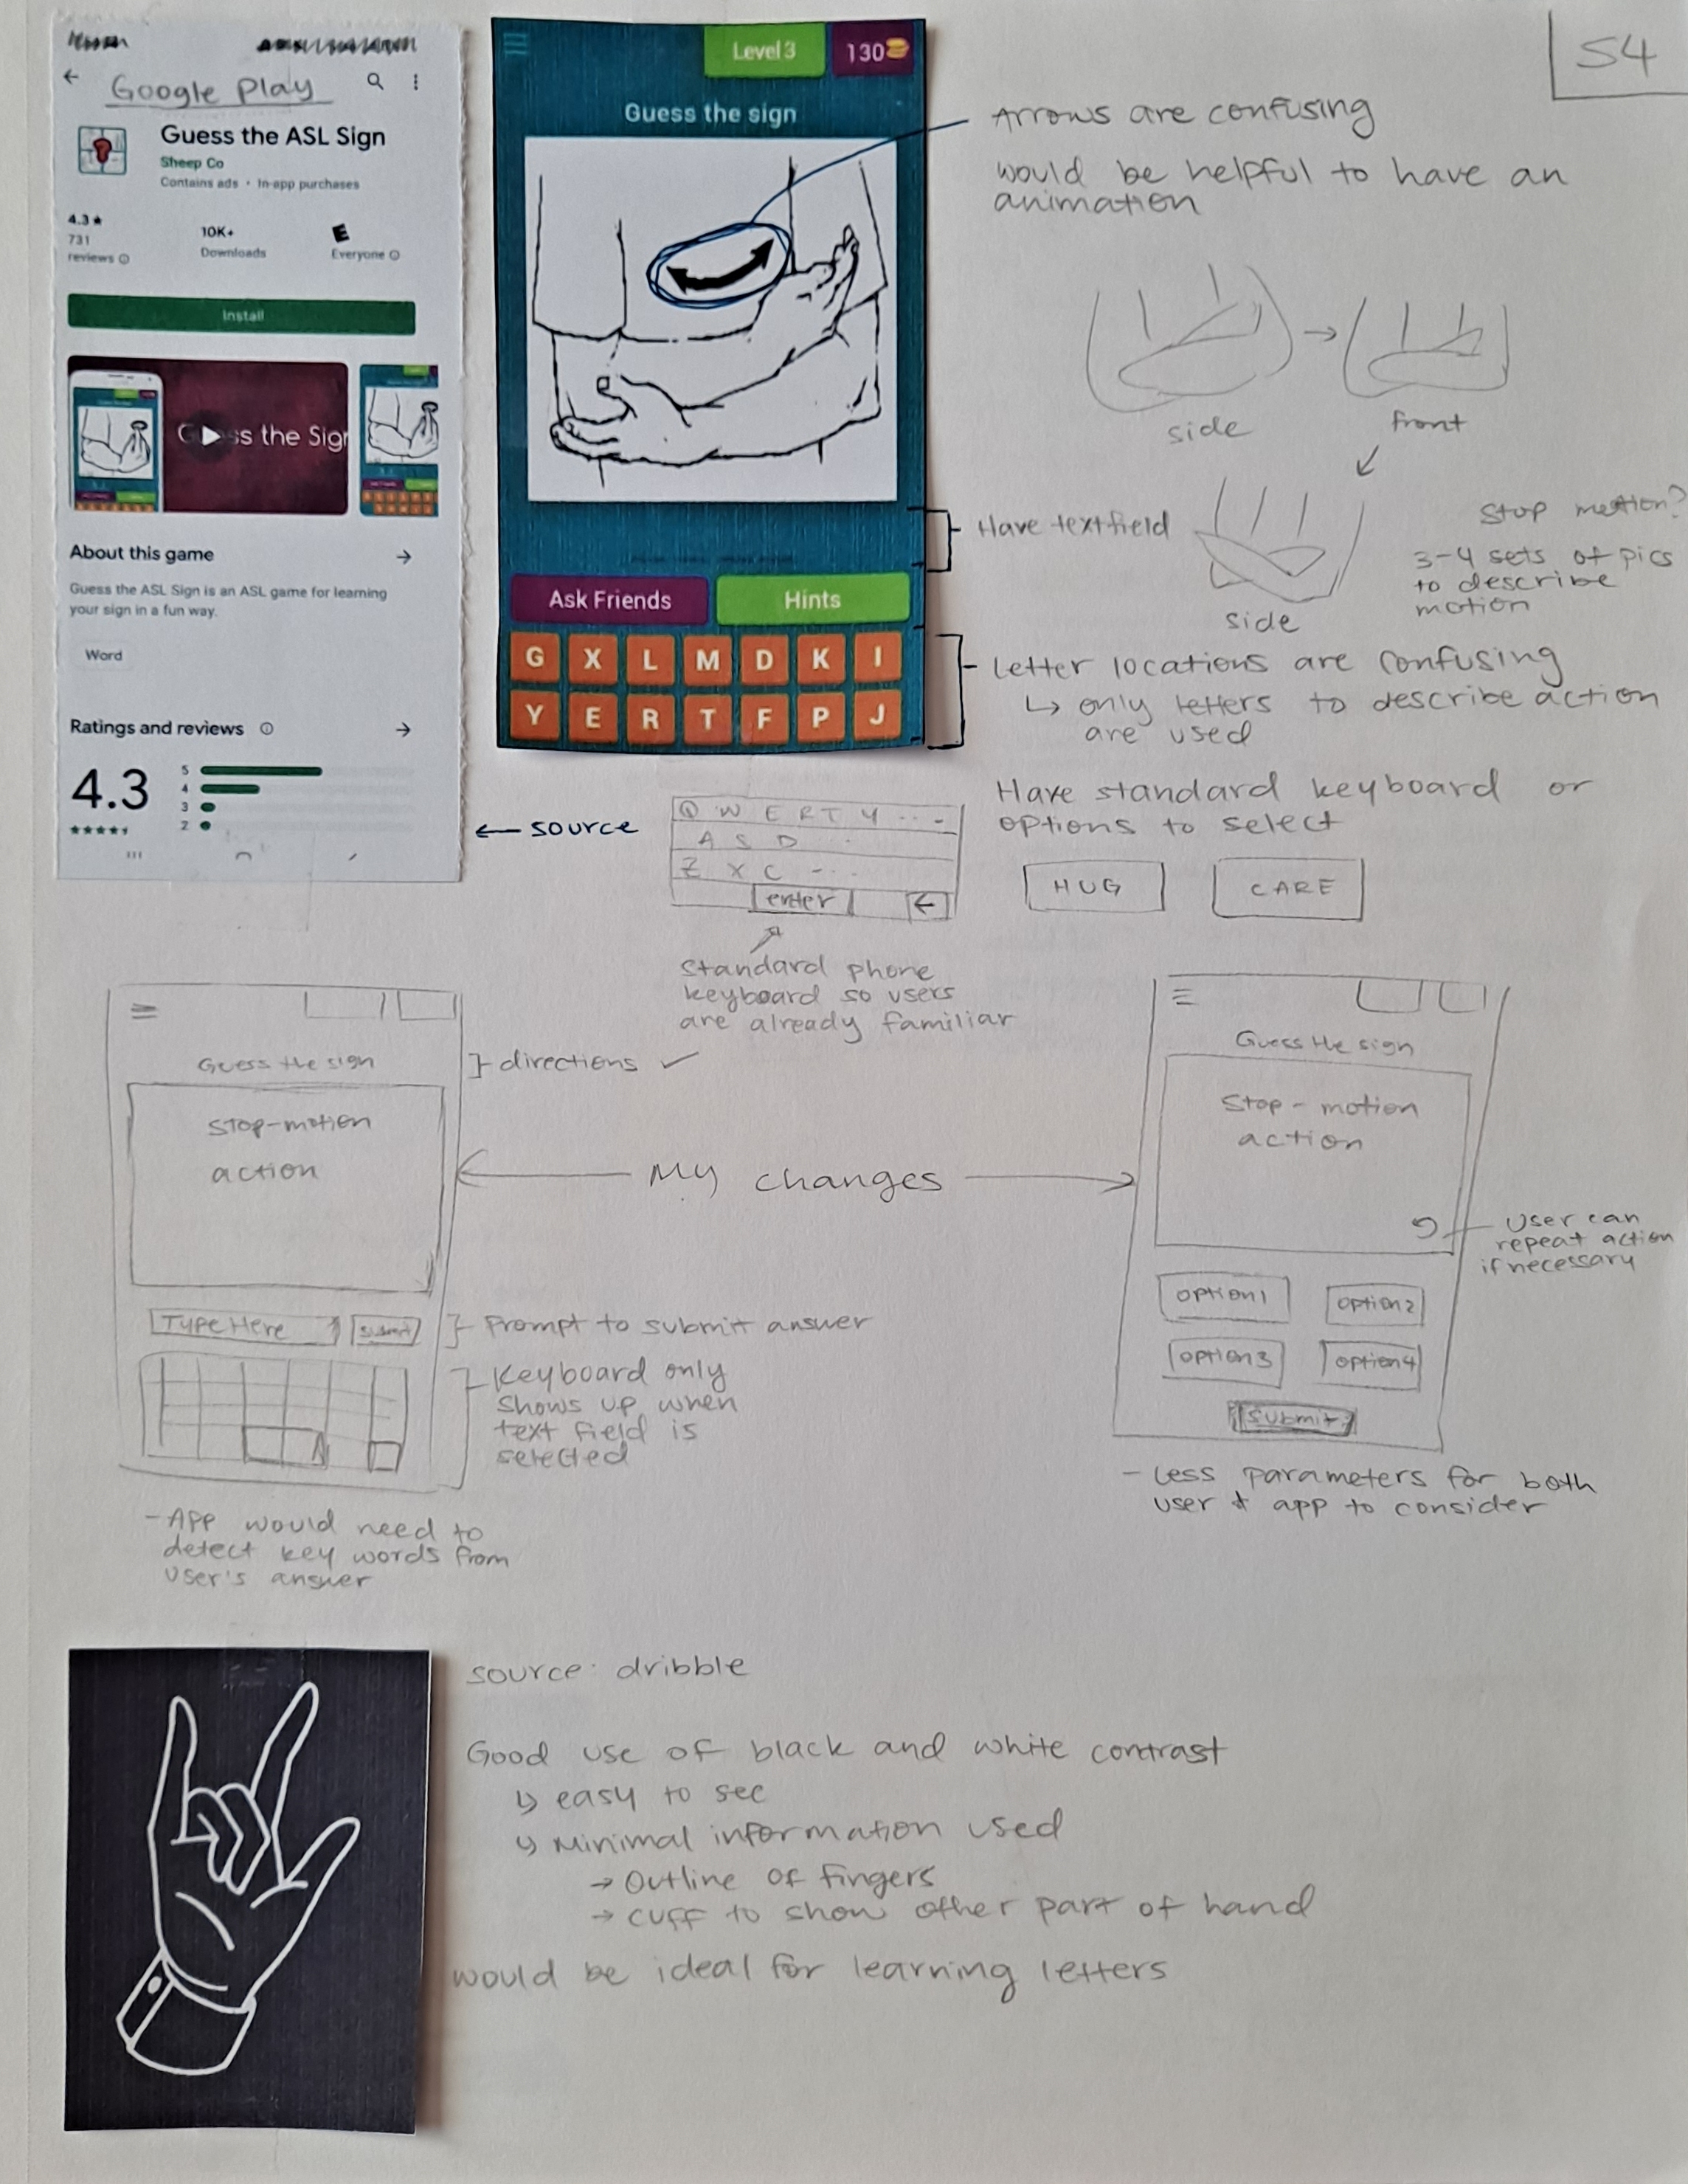 54
Google Play
Guess the ASL Sign
Sheep Co
Contains ads • In-app purchases
4.3★
731
reviews
10K+
Downloads
E
Everyone
Install
ss the Sign
About this game
Guess the ASL Sign is an ASL game for learning
your sign in a fun way.
Word
Ratings and reviews
4.3
5
4
3
2
← source
Level 3
130
Guess the sign
Ask Friends
Hints
G X L M D K I
Y E R T F P J
Arrows are confusing
would be helpful to have an
animation
side
front
side
Stop motion?
3-4 sets of pics
to describe
motion
Have textfield
Letter locations are confusing
↳ only letters to describe action
are used
Have standard keyboard or
options to select
HUG
CARE
Q W E R T Y ...
A S D ..
Z X C -..
enter
←
standard phone
keyboard so users
are already familiar
Guess the sign
directions ✓
Stop-motion
action
Type Here
submit
Prompt to submit answer
Keyboard only
shows up when
text field is
selected
- App would need to
detect key words from
user's answer
My changes
Guess the sign
Stop - motion
action
User can
repeat action
if necessary
option1
option2
option3
option4
submit
- Less parameters for both
user & app to consider
source: dribble
Good use of black and white contrast
↳ easy to see
↳ Minimal information used
→ Outline of fingers
→ cuff to show other part of hand
would be ideal for learning letters